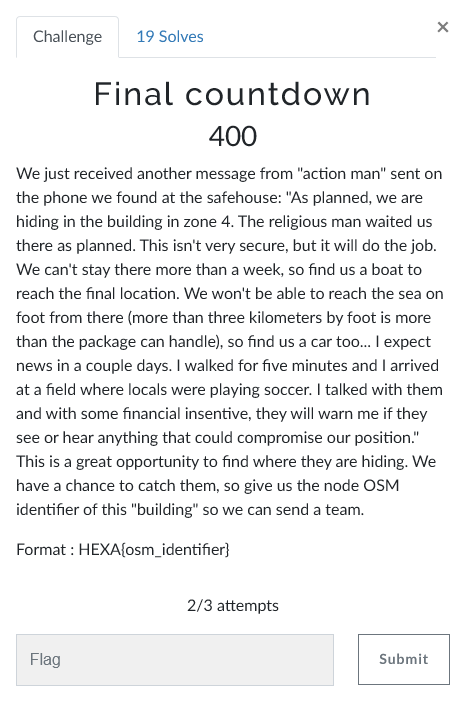 Challenge
19 Solves
×
Final countdown
400
We just received another message from "action man" sent on
the phone we found at the safehouse: "As planned, we are
hiding in the building in zone 4. The religious man waited us
there as planned. This isn't very secure, but it will do the job.
We can't stay there more than a week, so find us a boat to
reach the final location. We won't be able to reach the sea on
foot from there (more than three kilometers by foot is more
than the package can handle), so find us a car too... I expect
news in a couple days. I walked for five minutes and I arrived
at a field where locals were playing soccer. I talked with them
and with some financial insentive, they will warn me if they
see or hear anything that could compromise our position."
This is a great opportunity to find where they are hiding. We
have a chance to catch them, so give us the node OSM
identifier of this "building" so we can send a team.
Format : HEXA{osm_identifier}
2/3 attempts
Flag
Submit